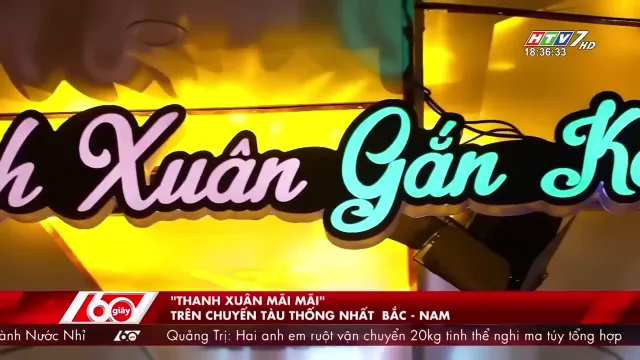 HTV7 HD
18:36:33
h Xuân Gắn K
60 giây
"THANH XUÂN MÃI MÃI"
TRÊN CHUYẾN TÀU THỐNG NHẤT BẮC - NAM
ành Nước Nhỉ 60 Quảng Trị: Hai anh em ruột vận chuyển 20kg tinh thể nghi ma túy tổng hợp